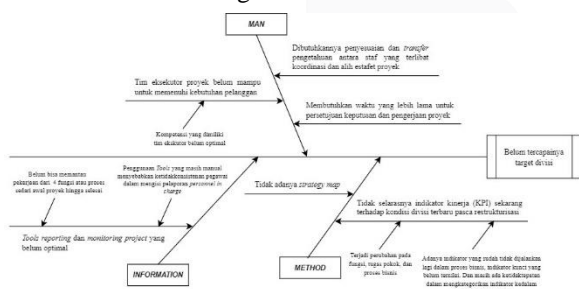 MAN
Dibutuhkannya penyesuaian dan transfer
pengetahuan antara staf yang terlibat
koordinasi dan alih estafet proyek
Tim eksekutor proyek belum mampu
untuk memenuhi kebutuhan pelanggan
Membutuhkan waktu yang lebih lama untuk
persetujuan keputusan dan pengerjaan proyek
Kompetensi yang dimiliki
tim eksekutor belum optimal
Belum tercapainya
target divisi
Belum bisa memantau
pekerjaan dari 4 fungsi atau proses
sedari awal proyek hingga selesai
Penggunaan Tools yang masih manual
menyebabkan ketidakkonsistenan pegawai
dalam mengisi pelaporan personel in
charge
Tidak adanya strategy map
Tidak selarasnya indikator kinerja (KPI) sekarang
terhadap kondisi divisi terbaru pasca restrukturisasi
Tools reporting dan monitoring project yang
belum optimal
INFORMATION
METHOD
Terjadi perubahan pada
fungsi, tugas pokok, dan
proses bisnis
Adanya indikator yang sudah tidak dijalankan
lagi dalam proses bisnis, indikator kunci yang
belum tersedia. Dan masih ada ketidaktepatan
dalam mengkategorikan indikator kedalam